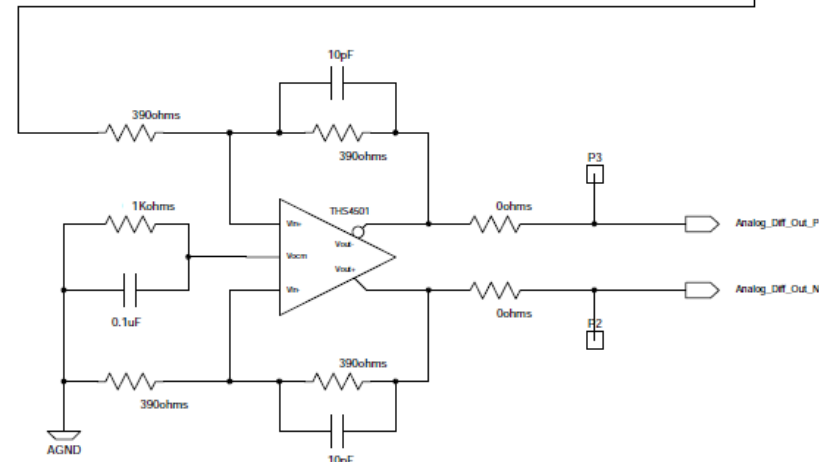 10pF
390ohms
390ohms
P3
1Kohms
THS4501
0ohms
Vin+
Vout-
Analog_Diff_Out_P
Vocm
Vout+
Vin-
Analog_Diff_Out_N
0.1uF
0ohms
P2
390ohms
390ohms
AGND
10pF